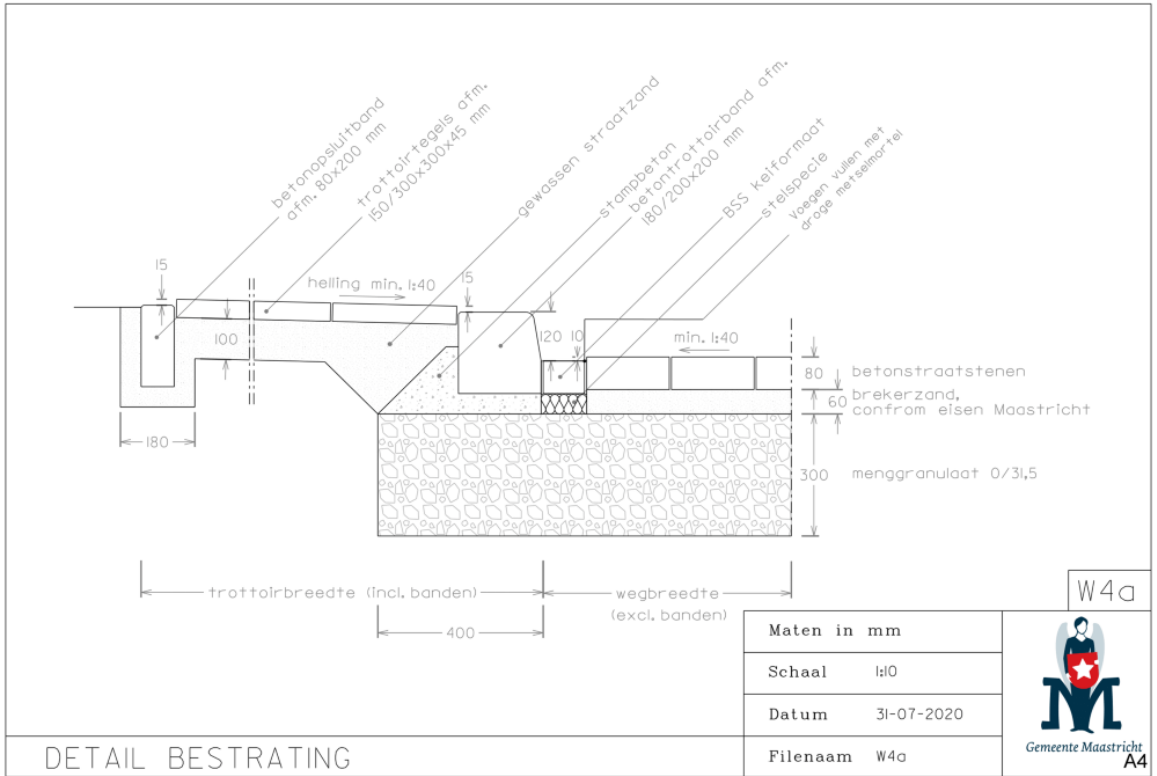 betonopsluitband
afm. 80x200 mm
trottoirtegels afm.
150/300x300x45 mm
gewassen straatzand
stampbeton
betontrottoirband afm.
180/200x200 mm
BSS keiformaat
stelspecie
voegen vullen met
droge metselmortel
15
helling min. 1:40
15
100
120
10
min. 1:40
80
betonstraatstenen
60
brekerzand,
confrom eisen Maastricht
180
300
menggranulaat 0/31,5
trottoirbreedte (incl. banden)
wegbreedte
(excl. banden)
400
W4a
Maten in mm
Schaal 1:10
Datum 31-07-2020
Filenaam W4a
Gemeente Maastricht
A4
DETAIL BESTRATING